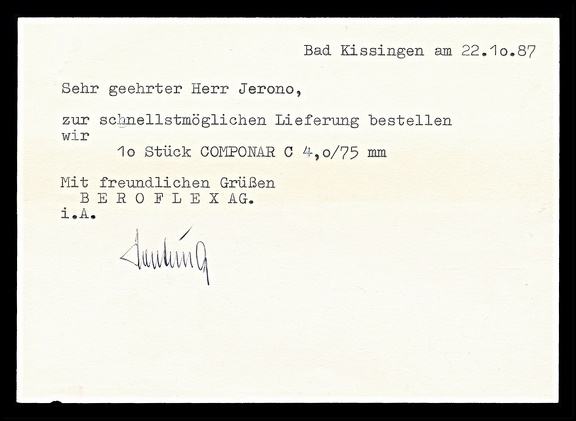 Bad Kissingen am 22.1o.87
Sehr geehrter Herr Jerono,
zur schnellstmöglichen Lieferung bestellen
wir
1o Stück COMPONAR C 4,o/75 mm
Mit freundlichen Grüßen
B E R O F L E X AG.
i.A.